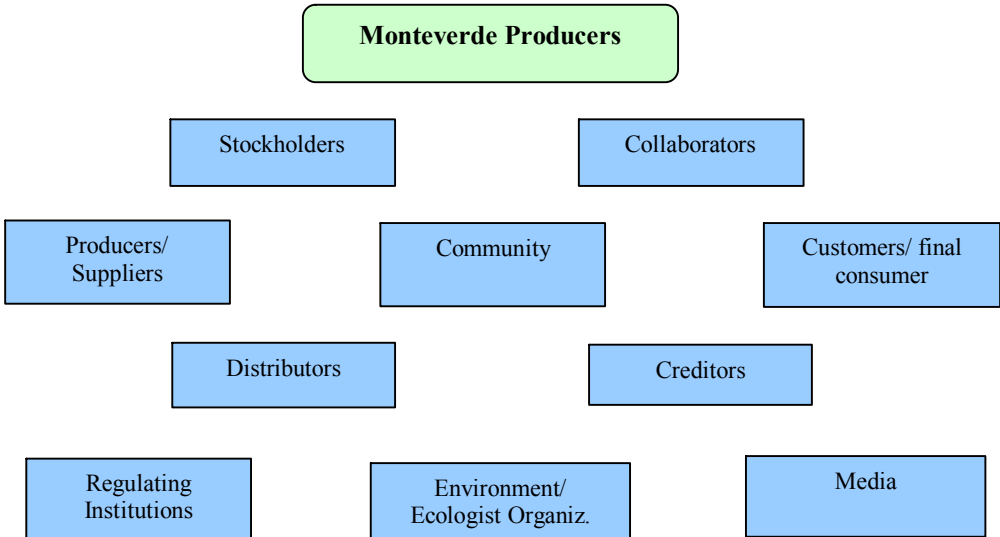 Monteverde Producers
Stockholders
Collaborators
Producers/
Suppliers
Community
Customers/ final
consumer
Distributors
Creditors
Regulating
Institutions
Environment/
Ecologist Organiz.
Media